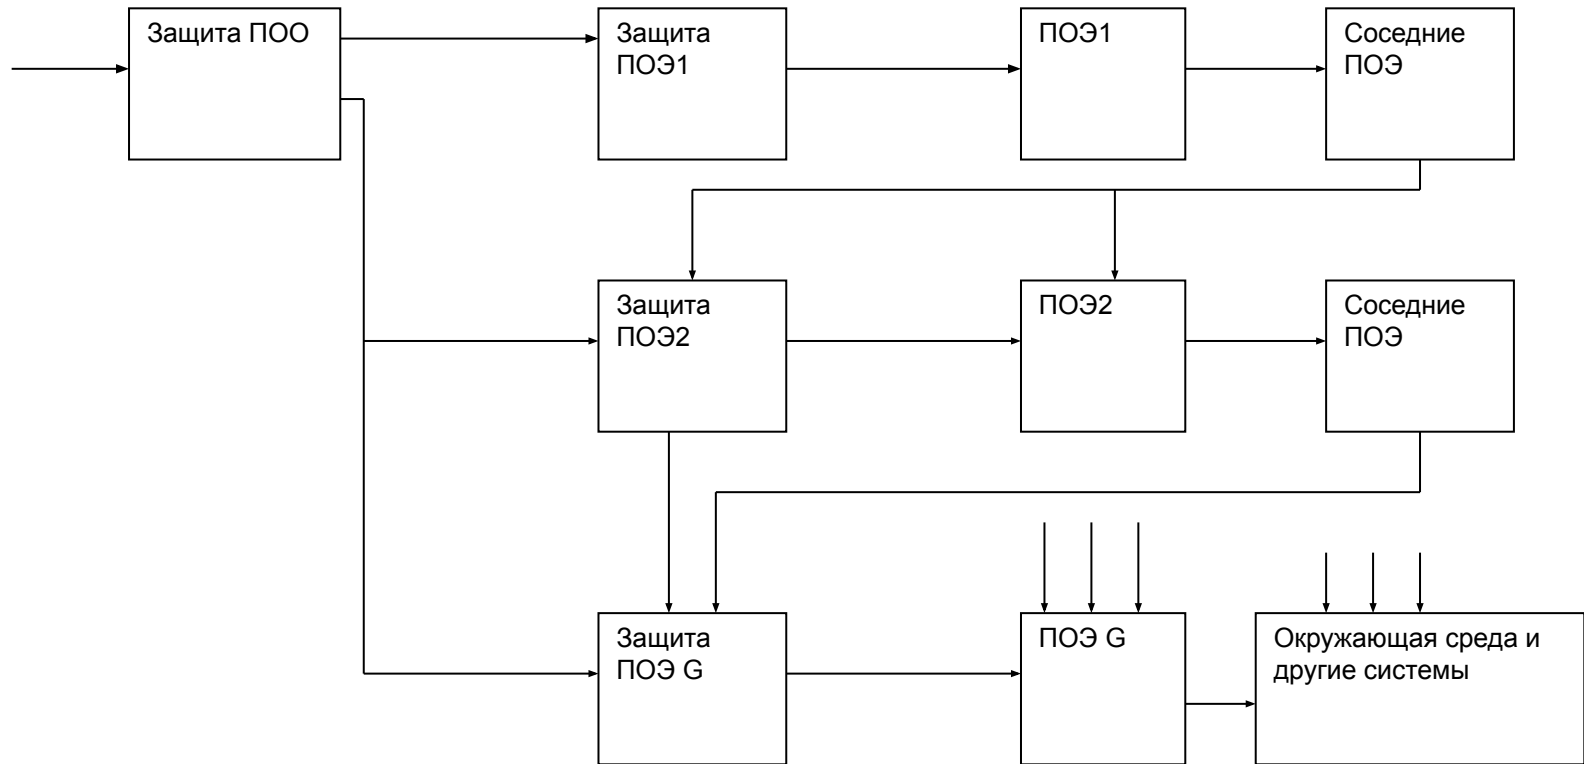 Защита ПОО
Защита
ПОЭ1
ПОЭ1
Соседние
ПОЭ
Защита
ПОЭ2
ПОЭ2
Соседние
ПОЭ
Защита
ПОЭ G
ПОЭ G
Окружающая среда и
другие системы